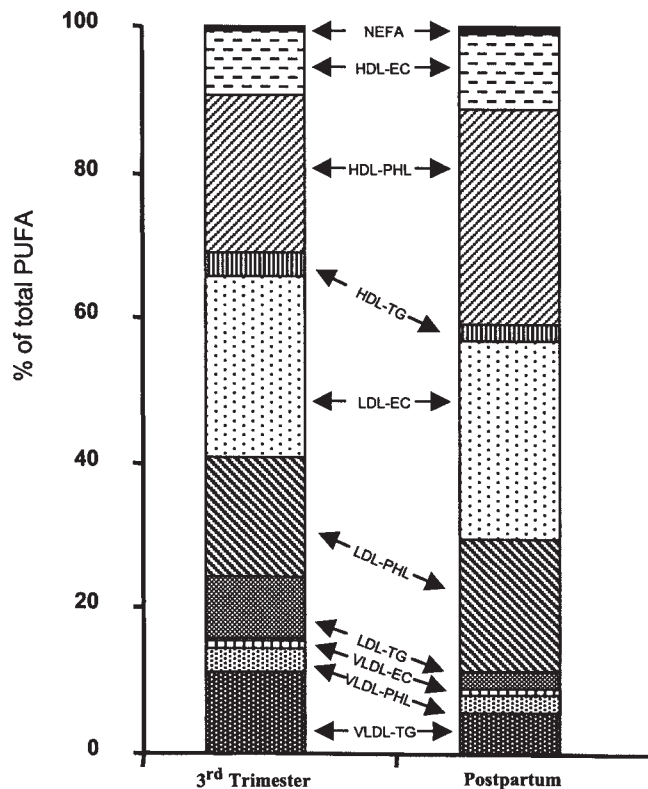 % of total PUFA
100
80
60
40
20
0
NEFA
HDL-EC
HDL-PHL
HDL-TG
LDL-EC
LDL-PHL
LDL-TG
VLDL-EC
VLDL-PHL
VLDL-TG
3rd Trimester
Postpartum